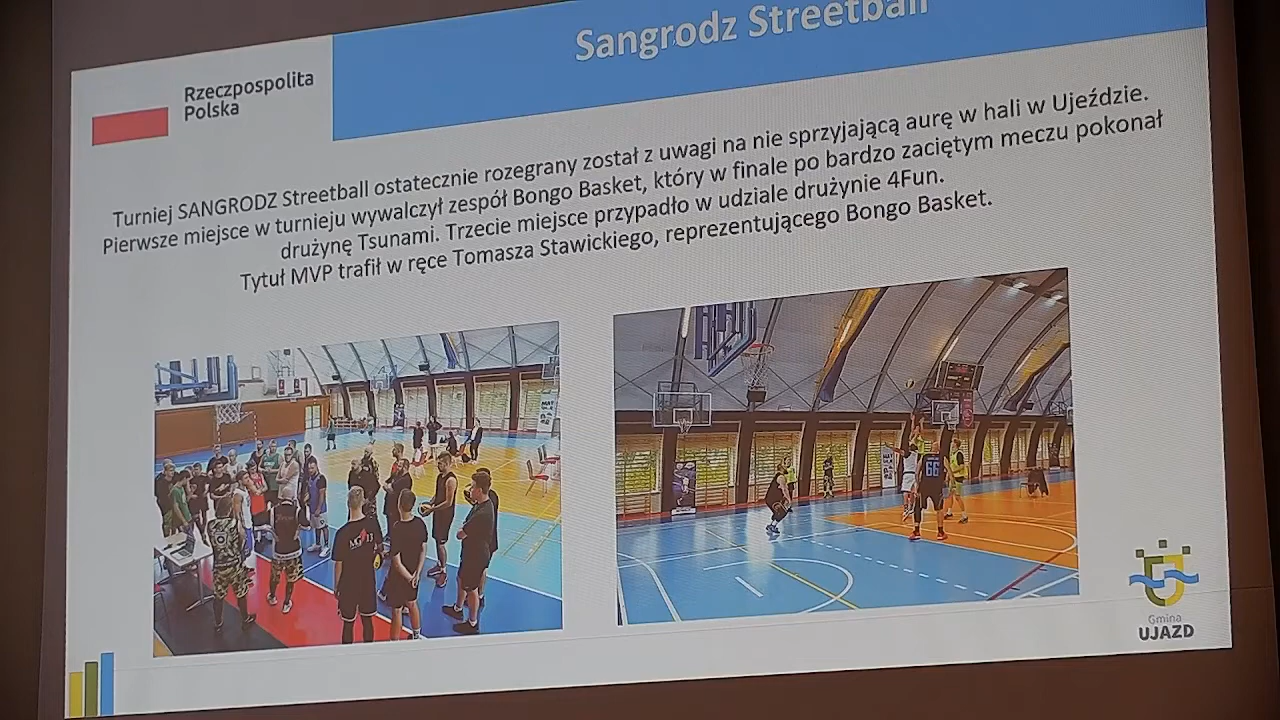 Sangrodz Streetball
Rzeczpospolita
Polska
Turniej SANGRODZ Streetball ostatecznie rozegrany został z uwagi na nie sprzyjającą aurę w hali w Ujeździe.
Pierwsze miejsce w turnieju wywalczył zespół Bongo Basket, który w finale po bardzo zaciętym meczu pokonał
drużynę Tsunami. Trzecie miejsce przypadło w udziale drużynie 4Fun.
Tytuł MVP trafił w ręce Tomasza Stawickiego, reprezentującego Bongo Basket.
66
Gmina
UJAZD